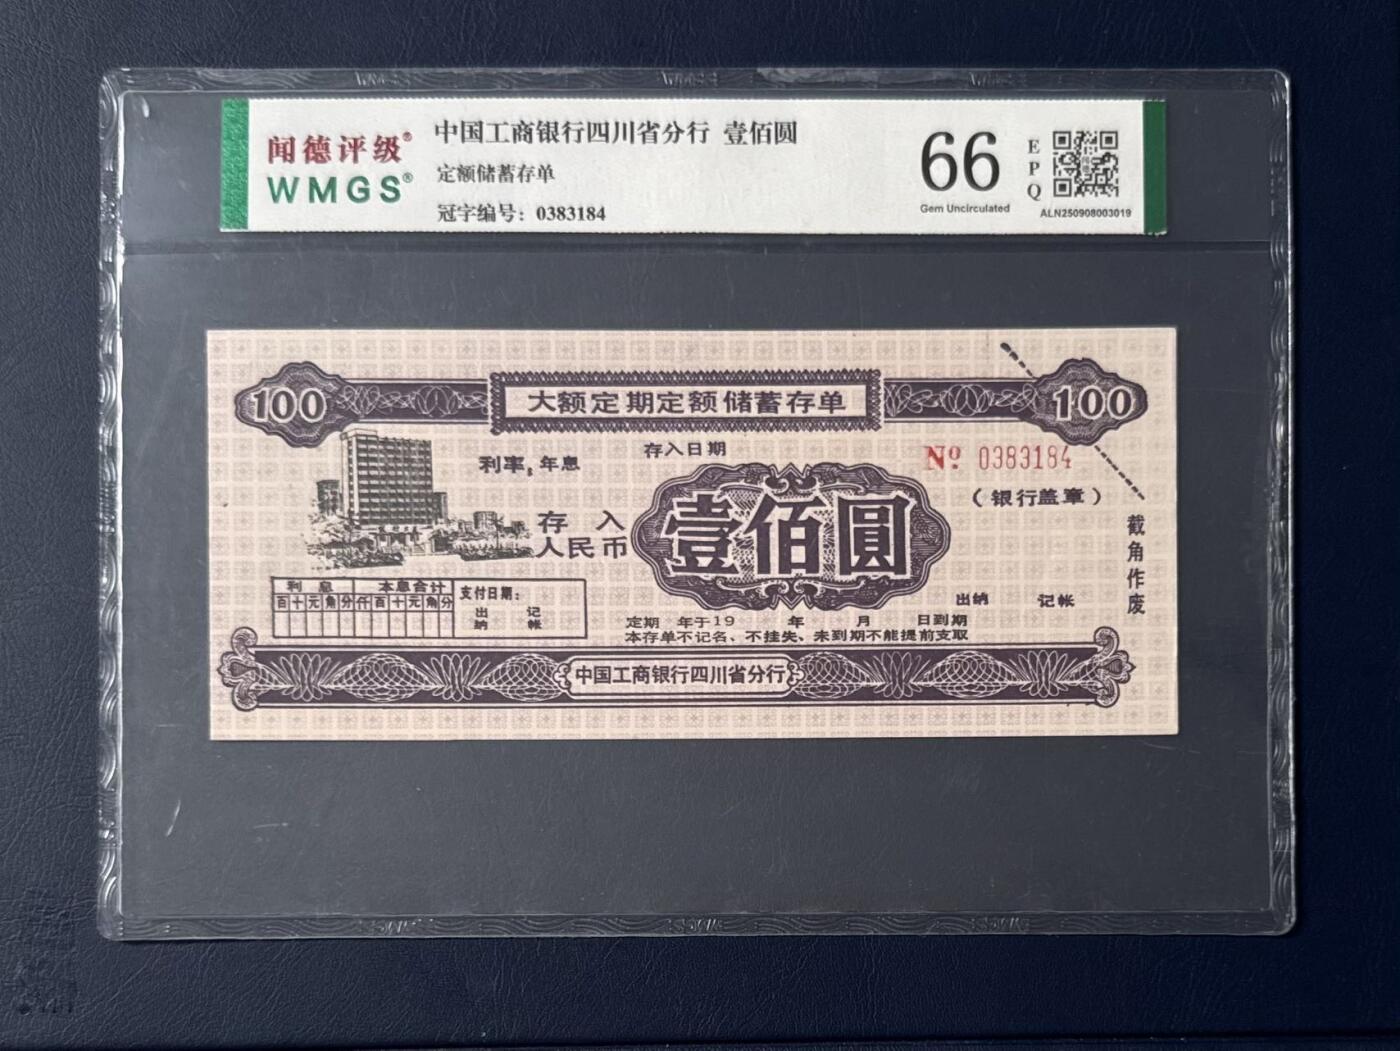 闻德评级®
WMGS®
中国工商银行四川省分行 壹佰圆
定额储蓄存单
冠字编号：0383184
66
Gem Uncirculated
EPQ
ALN250908003019
100
大额定期定额储蓄存单
100
利率：年息
存入日期
Nº 0383184
（银行盖章）
存入
人民币
壹佰圓
截角作废
利息 本息合计 支付日期：
百十元角分仟百十元角分
出纳 记帐
出纳 记帐
定期 年于19 年 月 日到期
本存单不记名、不挂失、未到期不能提前支取
中国工商银行四川省分行